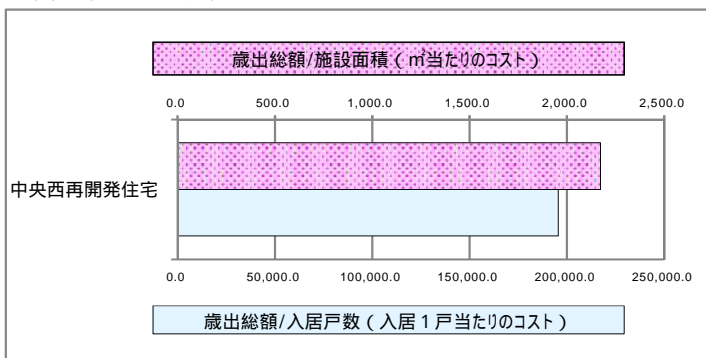 歳出総額/施設面積（㎡当たりのコスト）
0.0 500.0 1,000.0 1,500.0 2,000.0 2,500.0
中央西再開発住宅
0.0 50,000.0 100,000.0 150,000.0 200,000.0 250,000.0
歳出総額/入居戸数（入居１戸当たりのコスト）